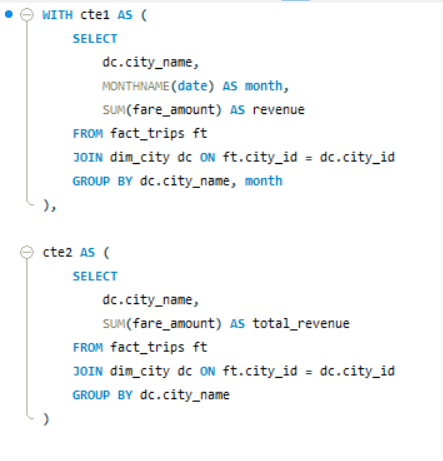 WITH cte1 AS (
SELECT
dc.city_name,
MONTHNAME(date) AS month,
SUM(fare_amount) AS revenue
FROM fact_trips ft
JOIN dim_city dc ON ft.city_id = dc.city_id
GROUP BY dc.city_name, month
),
cte2 AS (
SELECT
dc.city_name,
SUM(fare_amount) AS total_revenue
FROM fact_trips ft
JOIN dim_city dc ON ft.city_id = dc.city_id
GROUP BY dc.city_name
)